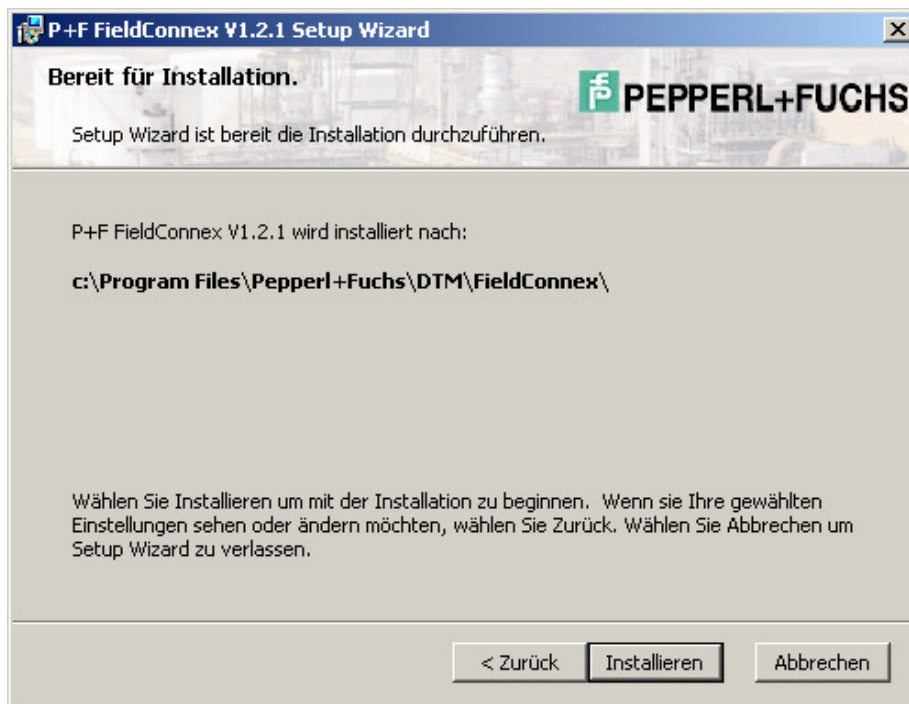 P+F FieldConnex V1.2.1 Setup Wizard
Bereit für Installation.
PEPPERL+FUCHS
Setup Wizard ist bereit die Installation durchzuführen.
P+F FieldConnex V1.2.1 wird installiert nach:
c:\Program Files\Pepperl+Fuchs\DTM\FieldConnex\
Wählen Sie Installieren um mit der Installation zu beginnen.  Wenn sie Ihre gewählten
Einstellungen sehen oder ändern möchten, wählen Sie Zurück. Wählen Sie Abbrechen um
Setup Wizard zu verlassen.
< Zurück
Installieren
Abbrechen